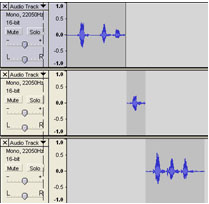 X Audio Track ▼
Mono, 22050Hz
16-bit
Mute Solo
- +
L R
1.0
0.5
0.0
-0.5
-1.0
X Audio Track ▼
Mono, 22050Hz
16-bit
Mute Solo
- +
L R
1.0
0.5
0.0
-0.5
-1.0
X Audio Track ▼
Mono, 22050Hz
16-bit
Mute Solo
- +
L R
1.0
0.5
0.0
-0.5
-1.0